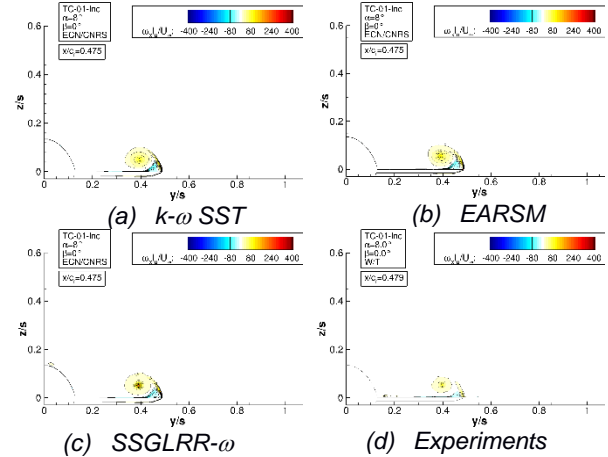 TC-01-Inc
α=8°
β=0°
ECN/CNRS
x/cᵣ=0.475
-400 -240 -80 80 240 400
0.6
0.4
0.2
0
z/s
0 0.2 0.4 0.6 0.8 1
y/s
(a) k-ω SST
TC-01-Inc
α=8°
β=0°
ECN/CNRS
x/cᵣ=0.475
-400 -240 -80 80 240 400
0.6
0.4
0.2
0
z/s
0 0.2 0.4 0.6 0.8 1
y/s
(b) EARSM
TC-01-Inc
α=8°
β=0°
ECN/CNRS
x/cᵣ=0.475
-400 -240 -80 80 240 400
0.6
0.4
0.2
0
z/s
0 0.2 0.4 0.6 0.8 1
y/s
(c) SSGLRR-ω
TC-01-Inc
α=8.0°
β=0.0°
W/T
x/cᵣ=0.479
-400 -240 -80 80 240 400
0.6
0.4
0.2
0
z/s
0 0.2 0.4 0.6 0.8 1
y/s
(d) Experiments